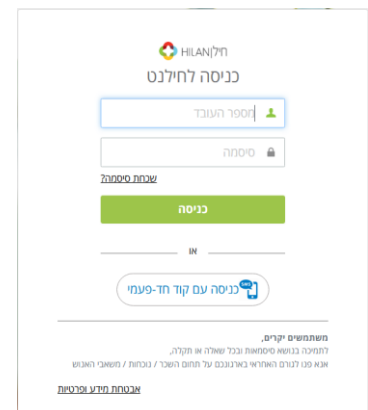 חילן|HILAN
כניסה לחילנט
מספר העובד
סיסמה
שכחת סיסמה?
כניסה
או
כניסה עם קוד חד-פעמי
משתמשים יקרים,
לתמיכה בנושא סיסמאות ובכל שאלה או תקלה,
אנא פנו לגורם האחראי בארגונכם על תחום השכר / נוכחות / משאבי האנוש
אבטחת מידע ופרטיות